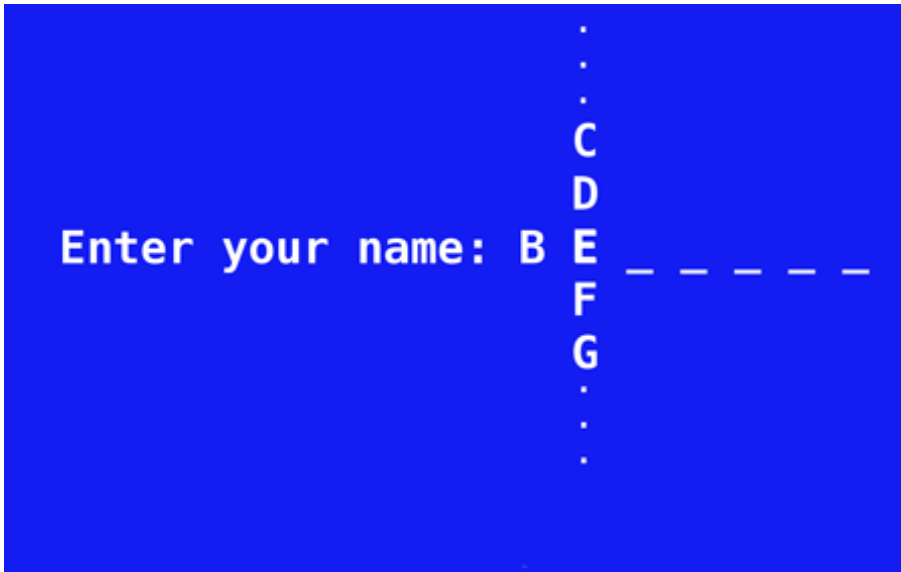 .
.
.
C
D
Enter your name: B E _ _ _ _ _
F
G
.
.
.